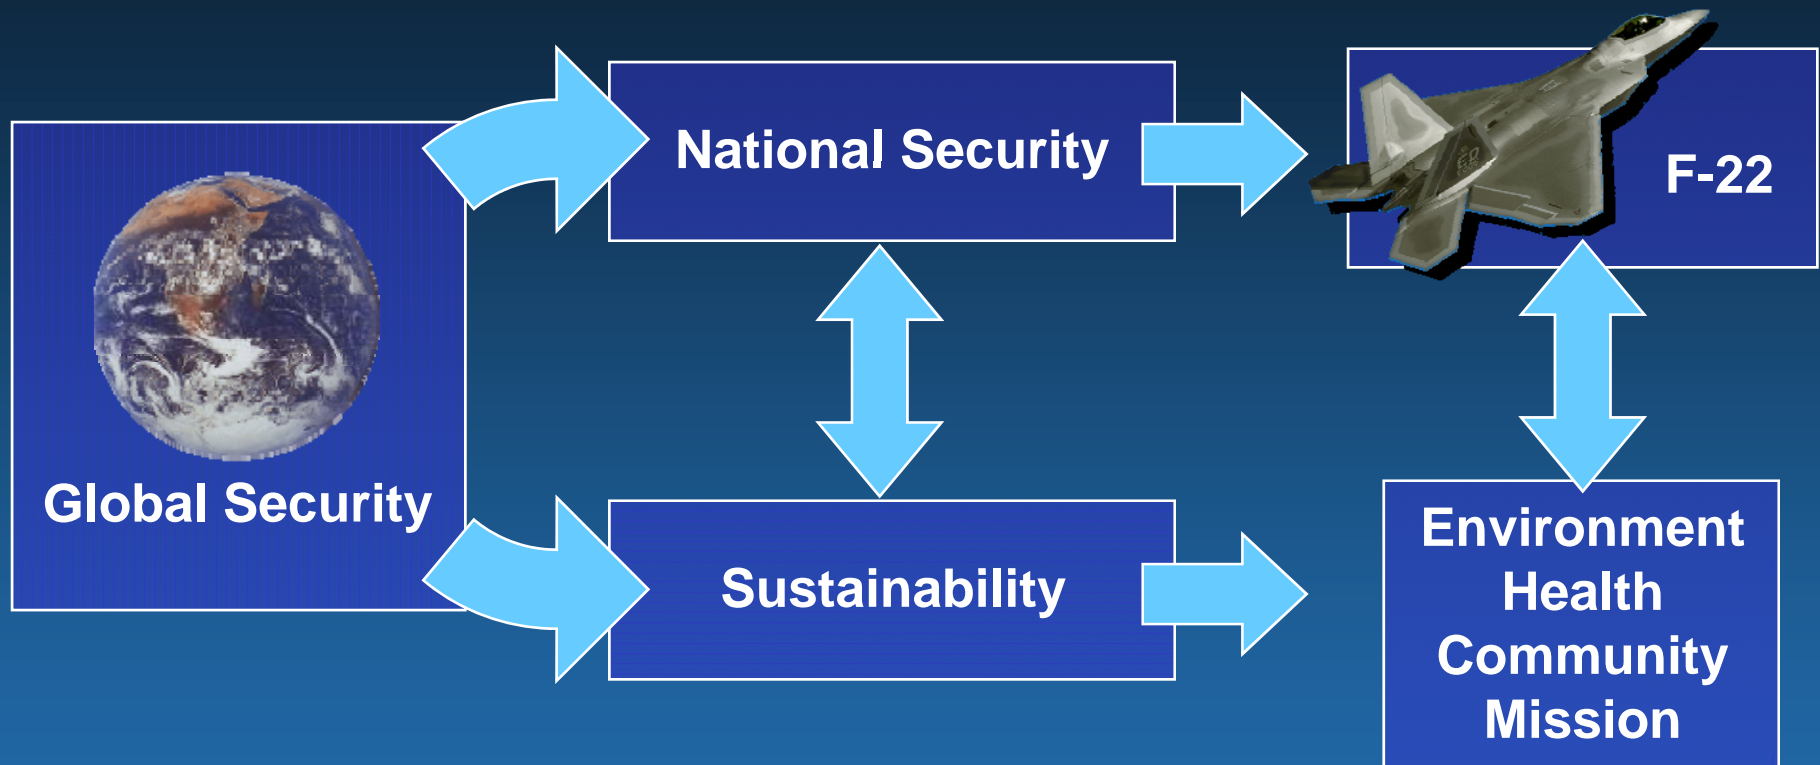 National Security
F-22
Global Security
Sustainability
Environment
Health
Community
Mission